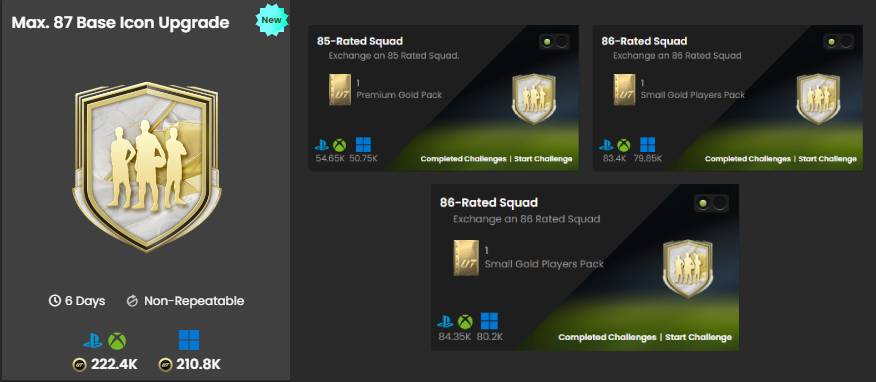 Max. 87 Base Icon Upgrade
New
6 Days
Non-Repeatable
222.4K
210.8K
85-Rated Squad
Exchange an 85 Rated Squad.
UT
1
Premium Gold Pack
54.65K 50.75K
Completed Challenges | Start Challenge
86-Rated Squad
Exchange an 86 Rated Squad
UT
1
Small Gold Players Pack
83.4K 79.85K
Completed Challenges | Start Challenge
86-Rated Squad
Exchange an 86 Rated Squad
UT
1
Small Gold Players Pack
84.35K 80.2K
Completed Challenges | Start Challenge